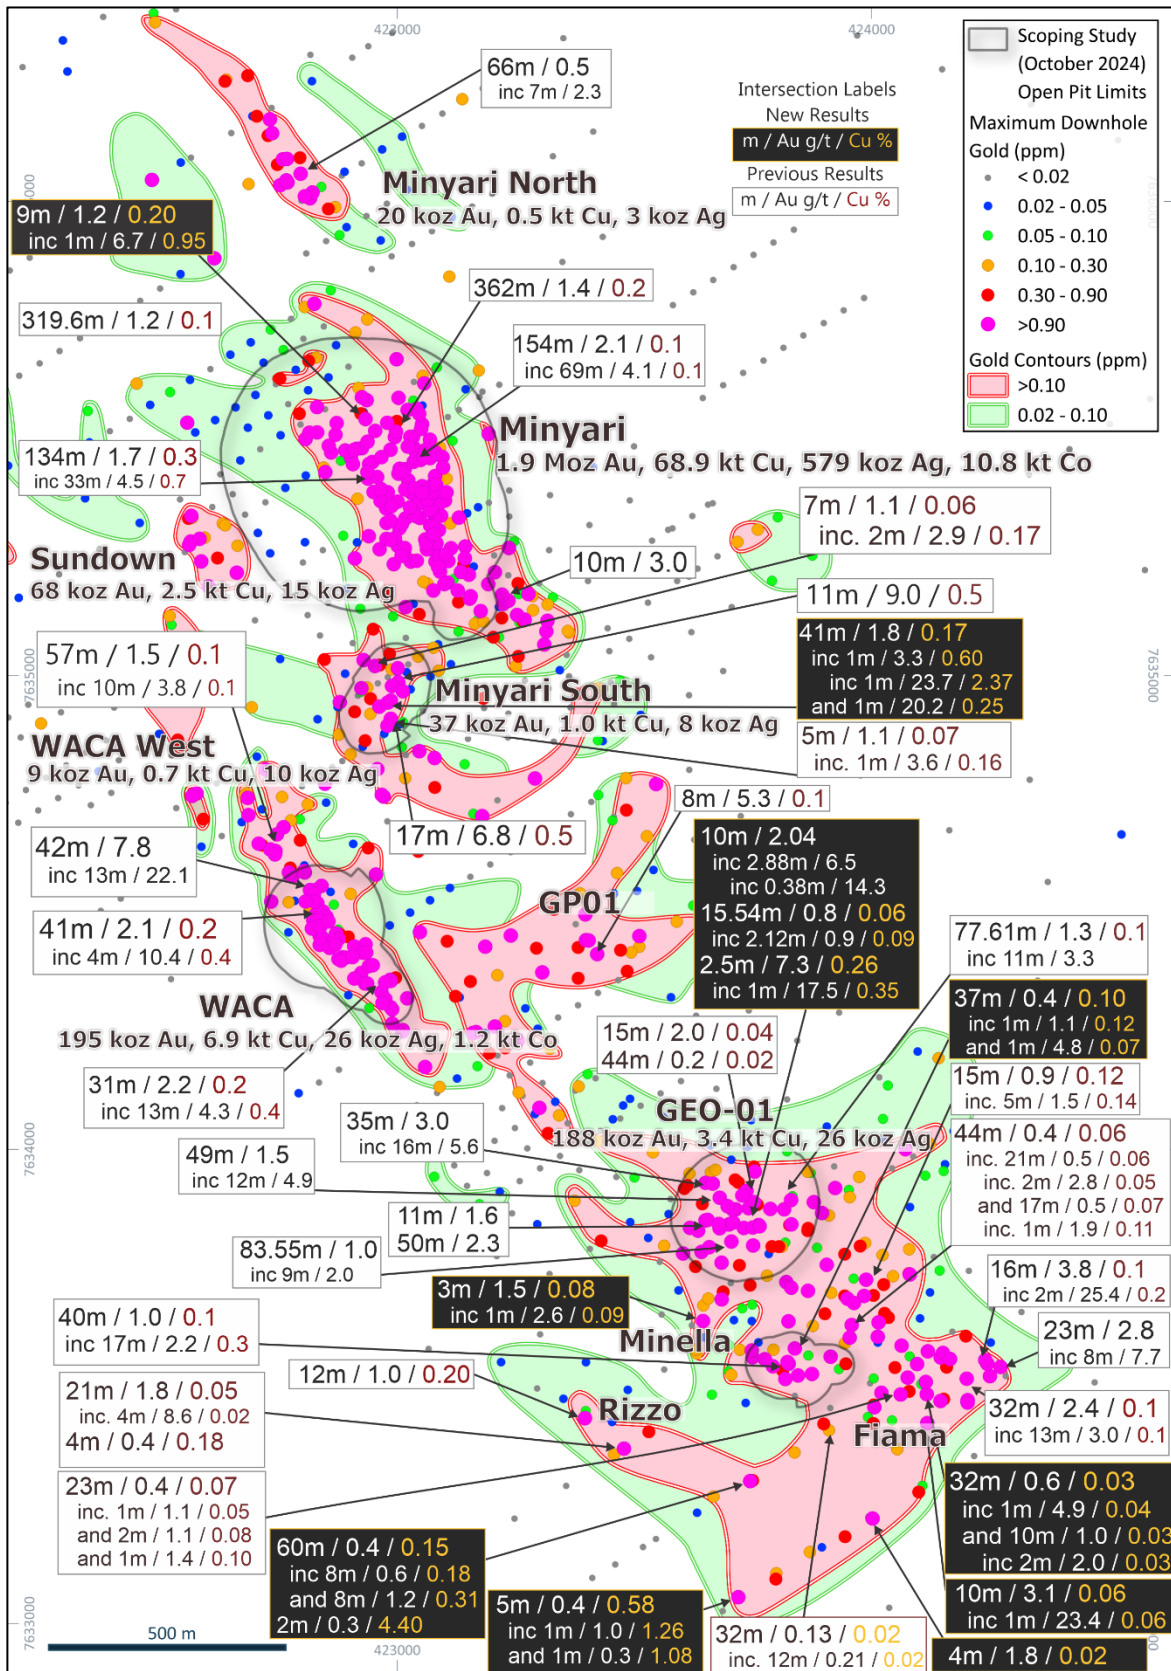 423000
424000
Scoping Study
(October 2024)
Open Pit Limits
Maximum Downhole
Gold (ppm)
< 0.02
0.02 - 0.05
0.05 - 0.10
0.10 - 0.30
0.30 - 0.90
>0.90
Gold Contours (ppm)
>0.10
0.02 - 0.10
Intersection Labels
New Results
m / Au g/t / Cu %
Previous Results
m / Au g/t / Cu %
66m / 0.5
inc 7m / 2.3
Minyari North
20 koz Au, 0.5 kt Cu, 3 koz Ag
9m / 1.2 / 0.20
inc 1m / 6.7 / 0.95
319.6m / 1.2 / 0.1
362m / 1.4 / 0.2
154m / 2.1 / 0.1
inc 69m / 4.1 / 0.1
Minyari
1.9 Moz Au, 68.9 kt Cu, 579 koz Ag, 10.8 kt Co
134m / 1.7 / 0.3
inc 33m / 4.5 / 0.7
7m / 1.1 / 0.06
inc. 2m / 2.9 / 0.17
Sundown
68 koz Au, 2.5 kt Cu, 15 koz Ag
10m / 3.0
11m / 9.0 / 0.5
41m / 1.8 / 0.17
inc 1m / 3.3 / 0.60
inc 1m / 23.7 / 2.37
and 1m / 20.2 / 0.25
7635000
7635000
57m / 1.5 / 0.1
inc 10m / 3.8 / 0.1
Minyari South
37 koz Au, 1.0 kt Cu, 8 koz Ag
5m / 1.1 / 0.07
inc. 1m / 3.6 / 0.16
WACA West
9 koz Au, 0.7 kt Cu, 10 koz Ag
8m / 5.3 / 0.1
17m / 6.8 / 0.5
42m / 7.8
inc 13m / 22.1
10m / 2.04
inc 2.88m / 6.5
inc 0.38m / 14.3
15.54m / 0.8 / 0.06
inc 2.12m / 0.9 / 0.09
2.5m / 7.3 / 0.26
inc 1m / 17.5 / 0.35
GP01
41m / 2.1 / 0.2
inc 4m / 10.4 / 0.4
77.61m / 1.3 / 0.1
inc 11m / 3.3
37m / 0.4 / 0.10
inc 1m / 1.1 / 0.12
and 1m / 4.8 / 0.07
WACA
195 koz Au, 6.9 kt Cu, 26 koz Ag, 1.2 kt Co
15m / 2.0 / 0.04
44m / 0.2 / 0.02
15m / 0.9 / 0.12
inc. 5m / 1.5 / 0.14
31m / 2.2 / 0.2
inc 13m / 4.3 / 0.4
GEO-01
188 koz Au, 3.4 kt Cu, 26 koz Ag
35m / 3.0
inc 16m / 5.6
44m / 0.4 / 0.06
inc. 21m / 0.5 / 0.06
inc. 2m / 2.8 / 0.05
and 17m / 0.5 / 0.07
inc. 1m / 1.9 / 0.11
7634000
49m / 1.5
inc 12m / 4.9
11m / 1.6
50m / 2.3
83.55m / 1.0
inc 9m / 2.0
16m / 3.8 / 0.1
inc 2m / 25.4 / 0.2
3m / 1.5 / 0.08
inc 1m / 2.6 / 0.09
40m / 1.0 / 0.1
inc 17m / 2.2 / 0.3
Minella
23m / 2.8
inc 8m / 7.7
12m / 1.0 / 0.20
21m / 1.8 / 0.05
inc. 4m / 8.6 / 0.02
4m / 0.4 / 0.18
Rizzo
Fiama
32m / 2.4 / 0.1
inc 13m / 3.0 / 0.1
23m / 0.4 / 0.07
inc. 1m / 1.1 / 0.05
and 2m / 1.1 / 0.08
and 1m / 1.4 / 0.10
32m / 0.6 / 0.03
inc 1m / 4.9 / 0.04
and 10m / 1.0 / 0.03
inc 2m / 2.0 / 0.03
60m / 0.4 / 0.15
inc 8m / 0.6 / 0.18
and 8m / 1.2 / 0.31
2m / 0.3 / 4.40
10m / 3.1 / 0.06
inc 1m / 23.4 / 0.06
5m / 0.4 / 0.58
inc 1m / 1.0 / 1.26
and 1m / 0.3 / 1.08
32m / 0.13 / 0.02
inc. 12m / 0.21 / 0.02
4m / 1.8 / 0.02
7633000
500 m
423000